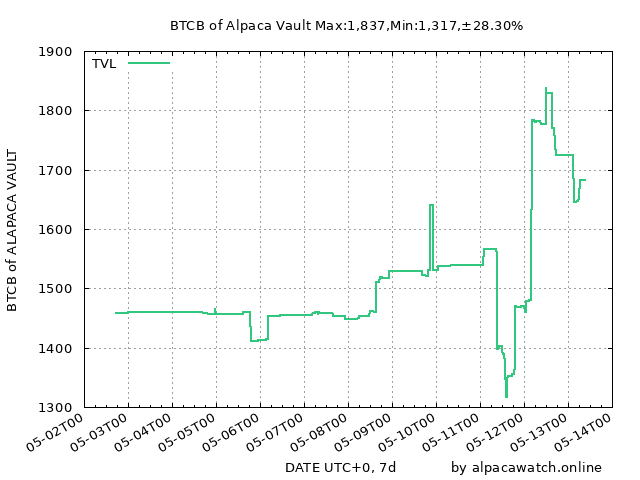 BTCB of Alpaca Vault Max:1,837,Min:1,317,±28.30%
TVL
BTCB of ALAPACA VAULT
1900
1800
1700
1600
1500
1400
1300
05-02T00
05-03T00
05-04T00
05-05T00
05-06T00
05-07T00
05-08T00
05-09T00
05-10T00
05-11T00
05-12T00
05-13T00
05-14T00
DATE UTC+0, 7d
by alpacawatch.online